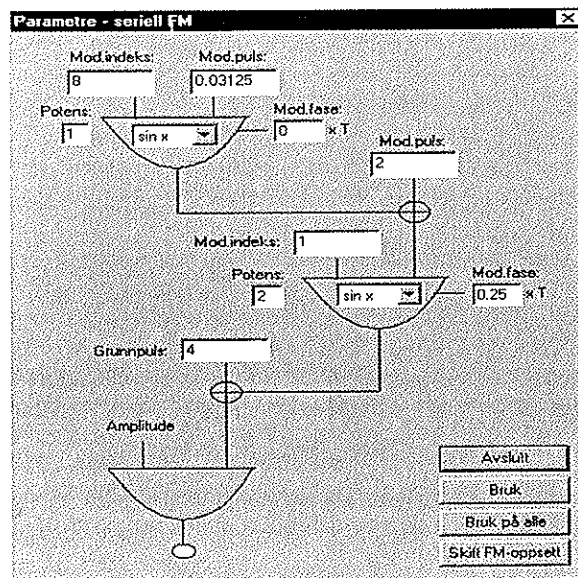 Parametre - seriell FM
Mod.indeks: Mod.puls:
8 0.03125
Potens: Mod.fase:
1 sin x 0 x T
Mod.puls:
2
Mod.indeks: 1
Potens: Mod.fase:
2 sin x 0.25 x T
Grunnpuls: 4
Amplitude
Avslutt
Bruk
Bruk på alle
Skift FM-oppsett